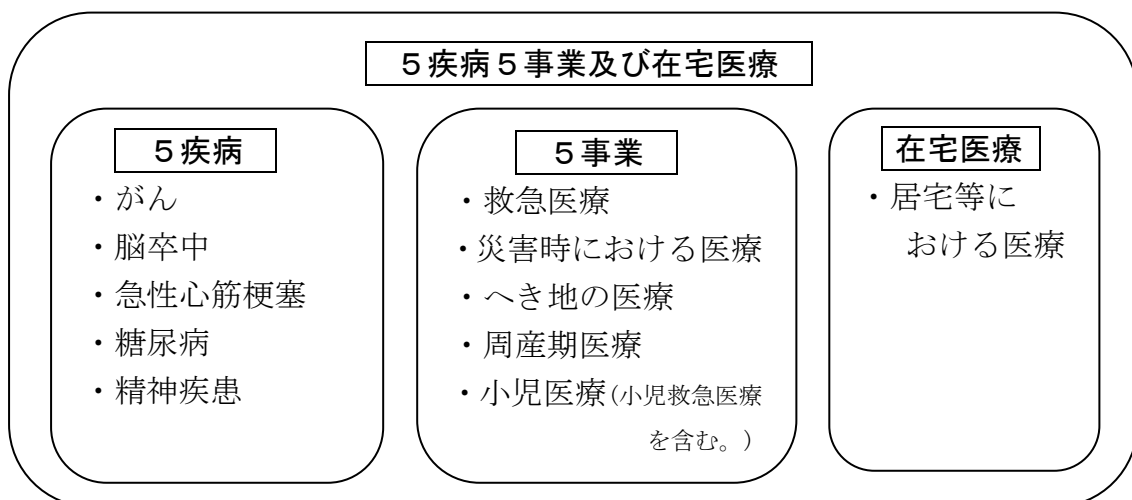 ５疾病５事業及び在宅医療
５疾病
・がん
・脳卒中
・急性心筋梗塞
・糖尿病
・精神疾患
５事業
・救急医療
・災害時における医療
・へき地の医療
・周産期医療
・小児医療(小児救急医療
を含む。)
在宅医療
・居宅等に
おける医療